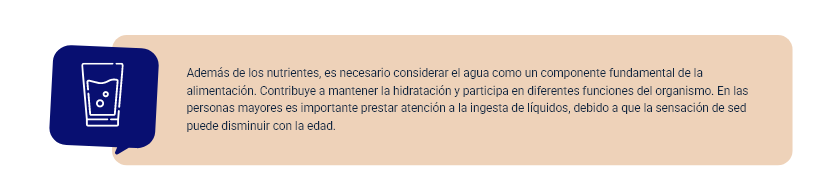 Además de los nutrientes, es necesario considerar el agua como un componente fundamental de la
alimentación. Contribuye a mantener la hidratación y participa en diferentes funciones del organismo. En las
personas mayores es importante prestar atención a la ingesta de líquidos, debido a que la sensación de sed
puede disminuir con la edad.